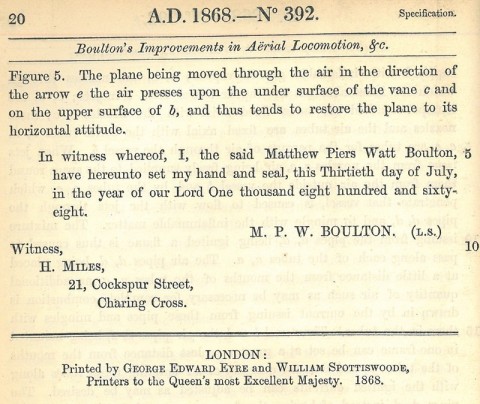 20 A.D. 1868.—Nº 392. Specification.
Boulton's Improvements in Aërial Locomotion, &c.
Figure 5. The plane being moved through the air in the direction of
the arrow e the air presses upon the under surface of the vane c and
on the upper surface of b, and thus tends to restore the plane to its
horizontal attitude.
In witness whereof, I, the said Matthew Piers Watt Boulton, 5
have hereunto set my hand and seal, this Thirtieth day of July,
in the year of our Lord One thousand eight hundred and sixty-
eight.
M. P. W. BOULTON. (L.S.)
Witness, 10
H. MILES,
21, Cockspur Street,
Charing Cross.
LONDON:
Printed by GEORGE EDWARD EYRE and WILLIAM SPOTTISWOODE,
Printers to the Queen's most Excellent Majesty. 1868.